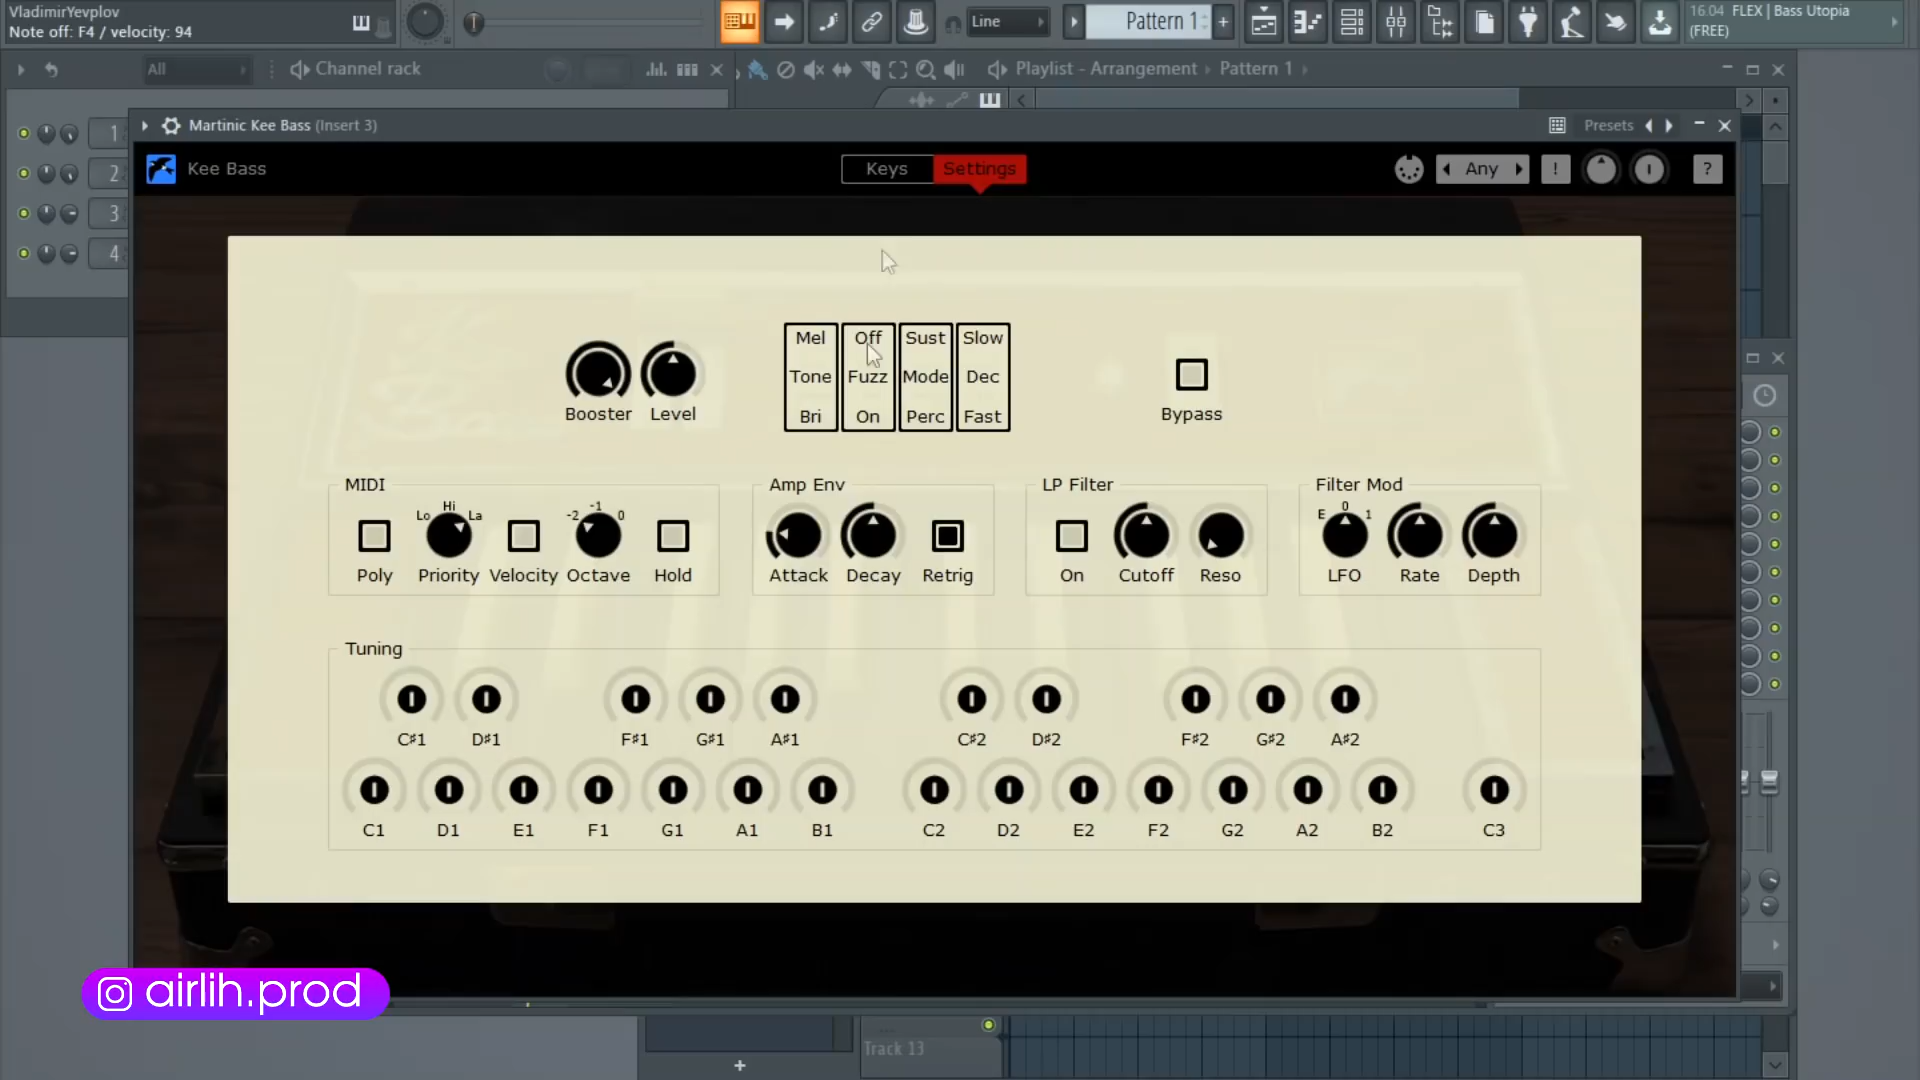 VladimirYevplov
Note off: F4 / velocity: 94
Line
Pattern 1
16.04 FLEX | Bass Utopia
(FREE)
All
Channel rack
Playlist - Arrangement
Pattern 1
1
2
3
4
Martinic Kee Bass (Insert 3)
Presets
Kee Bass
Keys
Settings
Any
!
?
Mel
Off
Sust
Slow
Tone
Fuzz
Mode
Dec
Bri
On
Perc
Fast
Booster
Level
Bypass
MIDI
Amp Env
LP Filter
Filter Mod
Lo
Hi
La
-2
-1
0
E
0
1
Poly
Priority
Velocity
Octave
Hold
Attack
Decay
Retrig
On
Cutoff
Reso
LFO
Rate
Depth
Tuning
C♯1
D♯1
F♯1
G♯1
A♯1
C♯2
D♯2
F♯2
G♯2
A♯2
C1
D1
E1
F1
G1
A1
B1
C2
D2
E2
F2
G2
A2
B2
C3
airlih.prod
Track 13